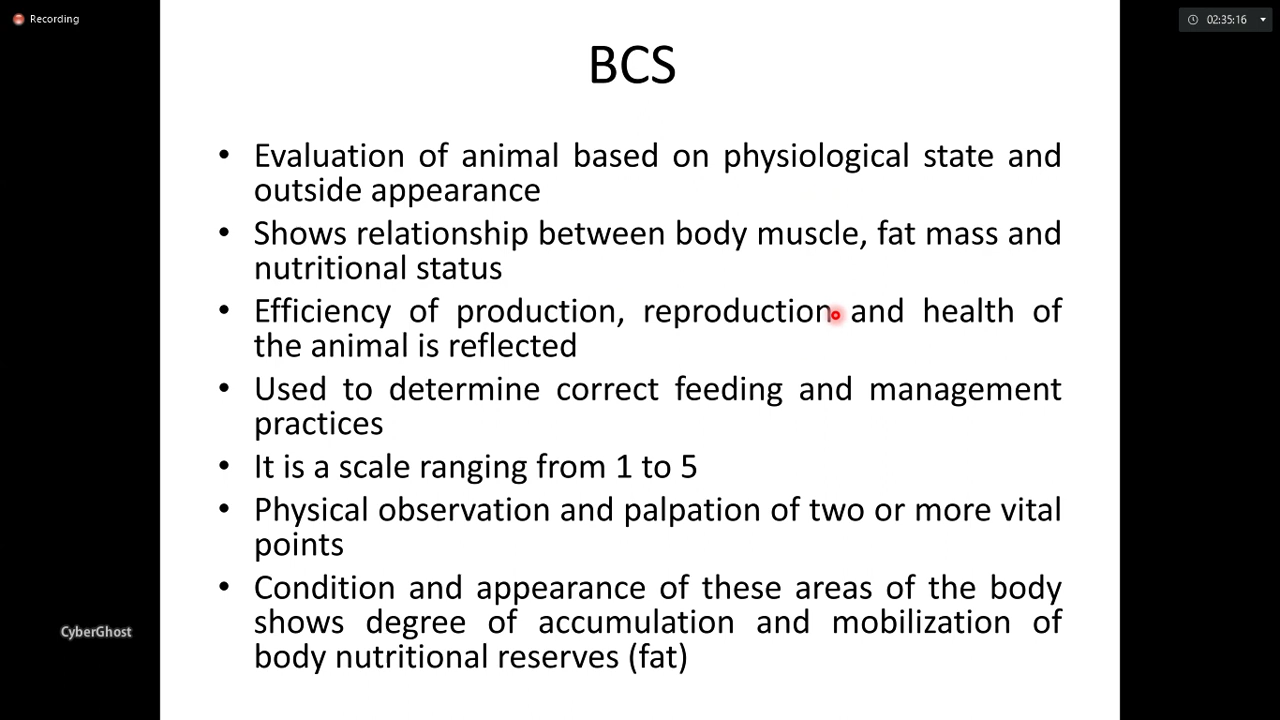 Recording
02:35:16
BCS
• Evaluation of animal based on physiological state and
outside appearance
• Shows relationship between body muscle, fat mass and
nutritional status
• Efficiency of production, reproduction and health of
the animal is reflected
• Used to determine correct feeding and management
practices
• It is a scale ranging from 1 to 5
• Physical observation and palpation of two or more vital
points
• Condition and appearance of these areas of the body
shows degree of accumulation and mobilization of
body nutritional reserves (fat)
CyberGhost